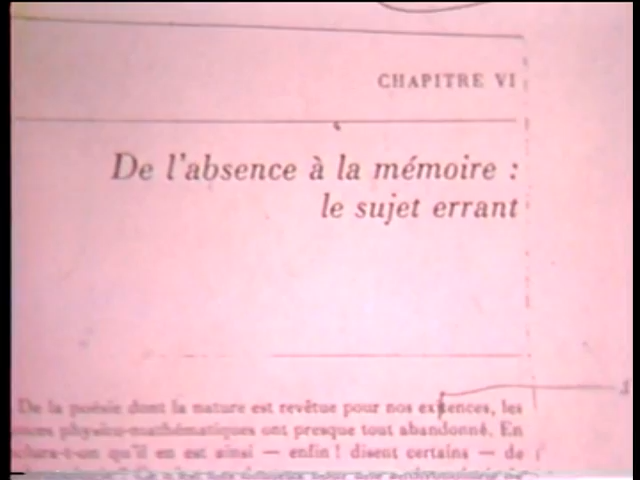 CHAPITRE VI
De l'absence à la mémoire :
le sujet errant
De la poésie dont la nature est revêtue pour nos existences, les
physico-mathématiques ont presque tout abandonné. En
qu'il en est ainsi — enfin ! disent certains — de